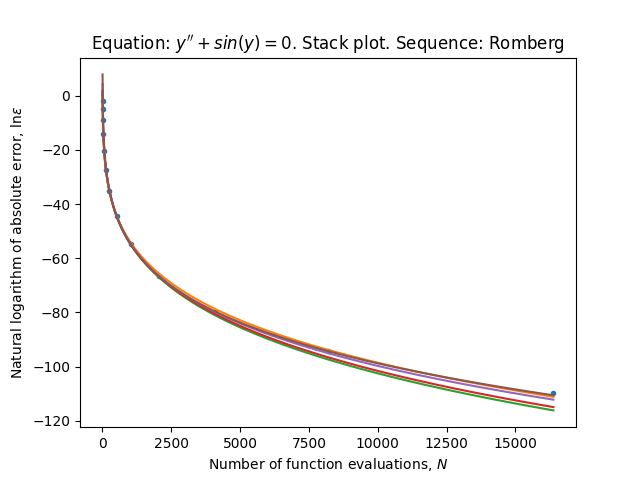 Equation: y'' + sin(y) = 0. Stack plot. Sequence: Romberg
Natural logarithm of absolute error, lnε
0
−20
−40
−60
−80
−100
−120
0 2500 5000 7500 10000 12500 15000
Number of function evaluations, N